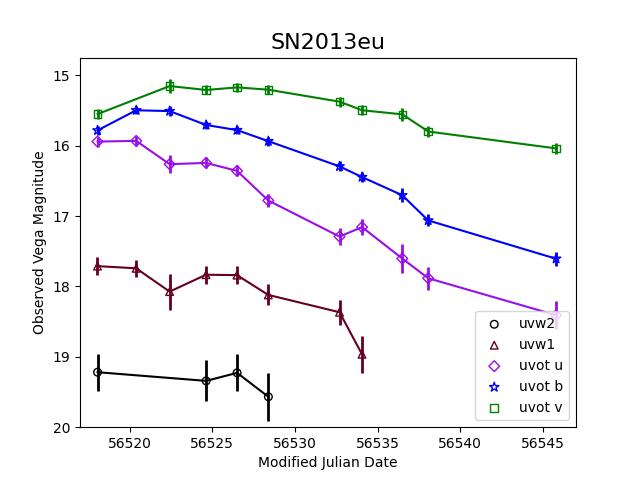 SN2013eu
15
16
17
18
19
20
Observed Vega Magnitude
56520 56525 56530 56535 56540 56545
Modified Julian Date
uvw2
uvw1
uvot u
uvot b
uvot v